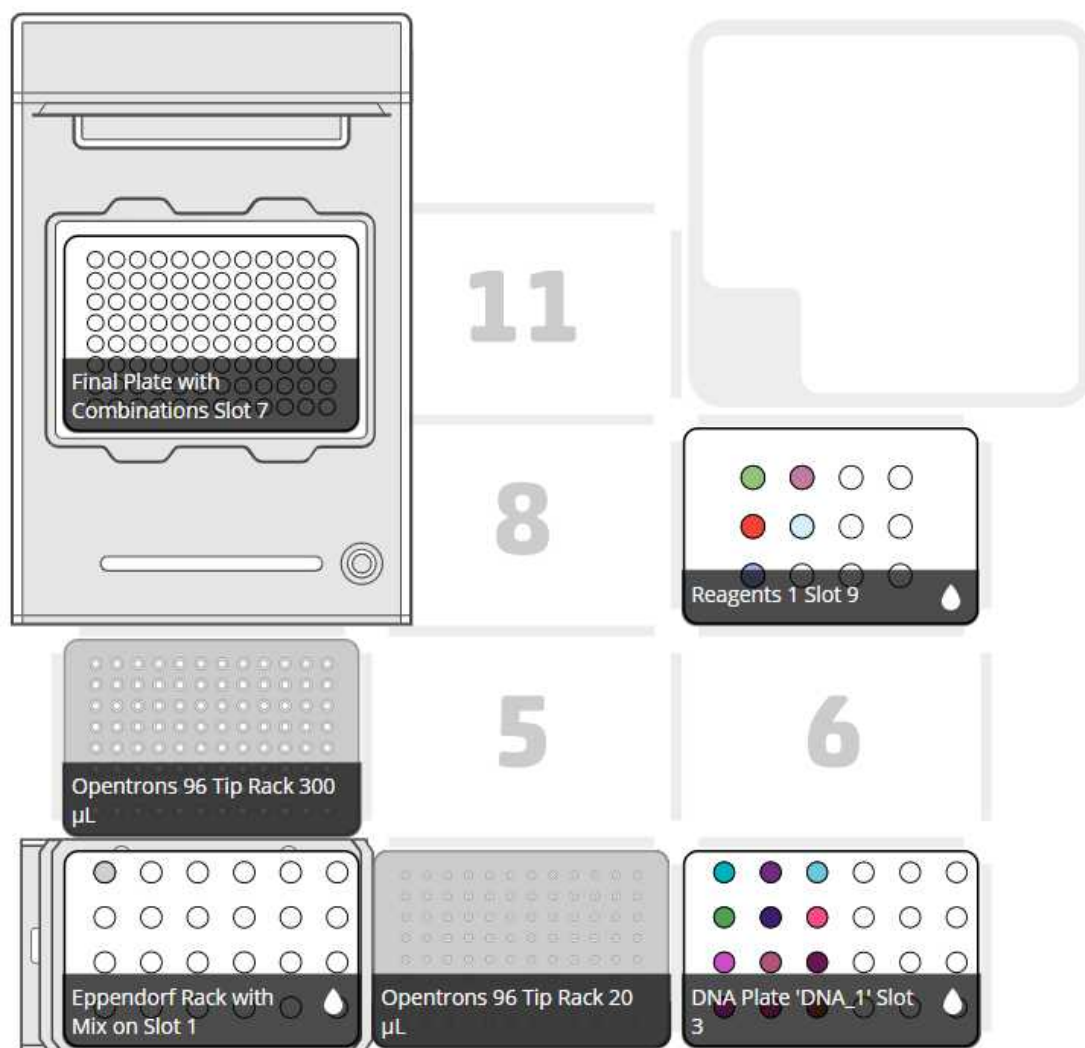 Final Plate with
Combinations Slot 7
11
8
Reagents 1 Slot 9
Opentrons 96 Tip Rack 300
µL
5
6
Eppendorf Rack with
Mix on Slot 1
Opentrons 96 Tip Rack 20
µL
DNA Plate 'DNA_1' Slot
3